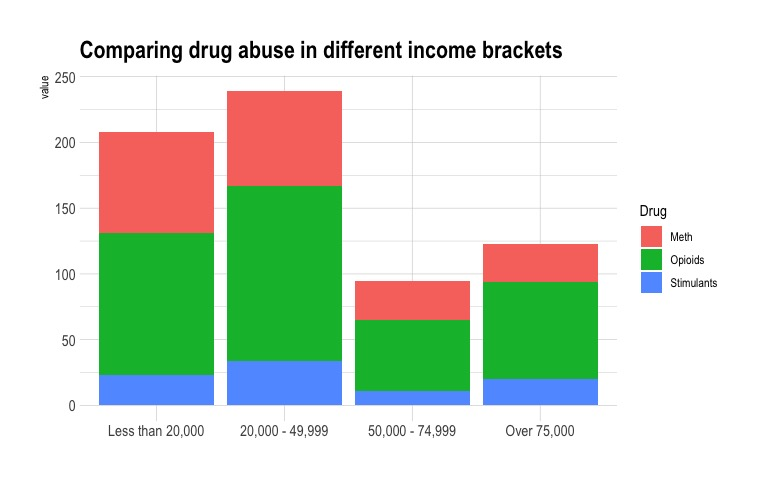 Comparing drug abuse in different income brackets
value
250
200
150
100
50
0
Less than 20,000
20,000 - 49,999
50,000 - 74,999
Over 75,000
Drug
Meth
Opioids
Stimulants